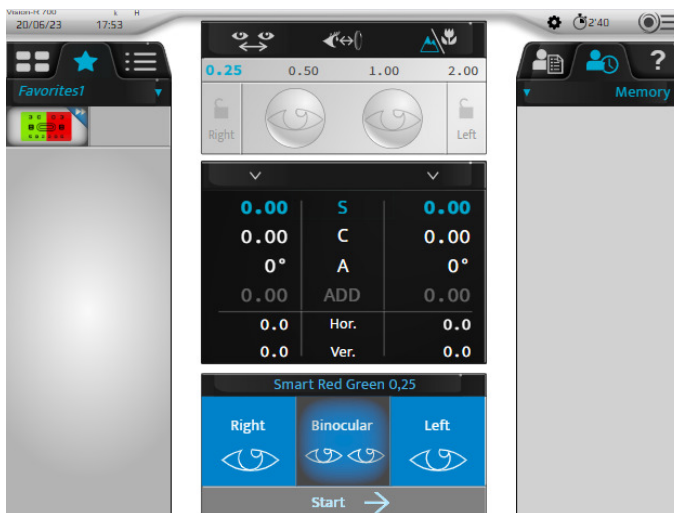 Vision-R 700
20/06/23 17:53
2'40
?
Favorites1
Memory
0.25 0.50 1.00 2.00
Right Left
0.00 S 0.00
0.00 C 0.00
0° A 0°
0.00 ADD 0.00
0.0 Hor. 0.0
0.0 Ver. 0.0
Smart Red Green 0,25
Right Binocular Left
Start